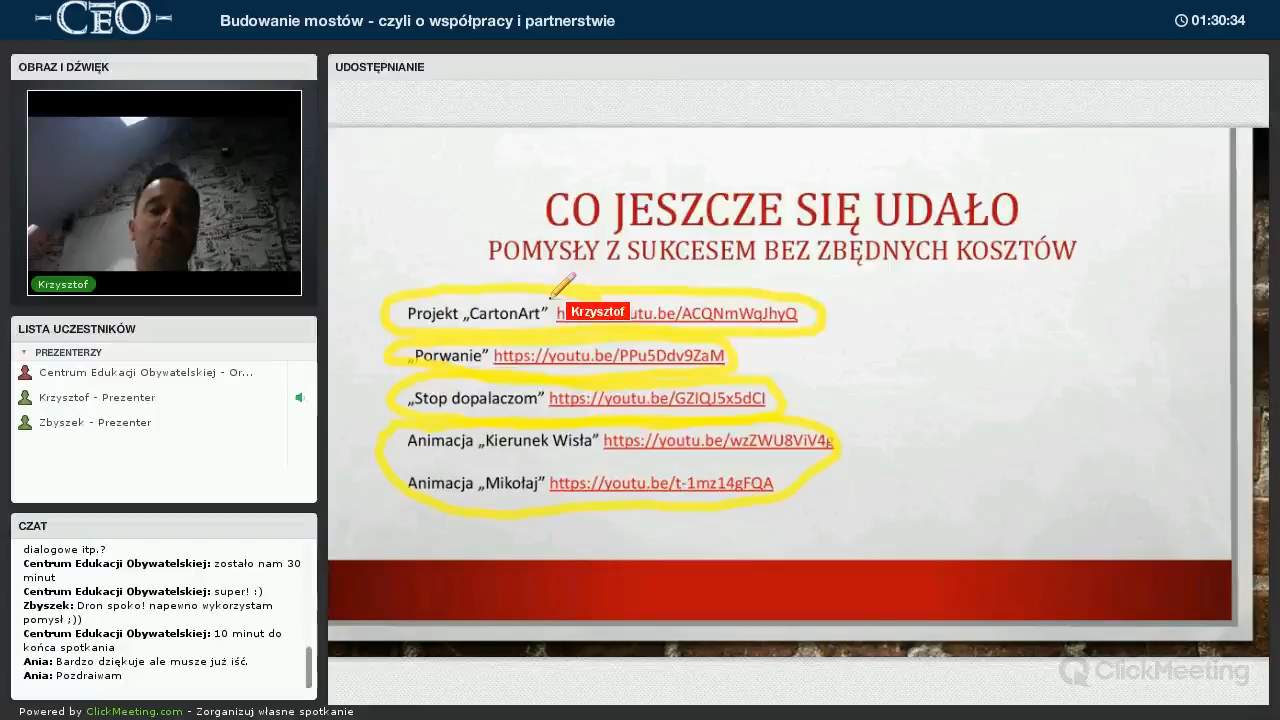 CEO
Budowanie mostów - czyli o współpracy i partnerstwie
01:30:34
OBRAZ I DŹWIĘK
Krzysztof
LISTA UCZESTNIKÓW
PREZENTERZY
Centrum Edukacji Obywatelskiej - Or...
Krzysztof - Prezenter
Zbyszek - Prezenter
CZAT
dialogowe itp.?
Centrum Edukacji Obywatelskiej: zostało nam 30
minut
Centrum Edukacji Obywatelskiej: super! :)
Zbyszek: Dron spoko! napewno wykorzystam
pomysł ;))
Centrum Edukacji Obywatelskiej: 10 minut do
końca spotkania
Ania: Bardzo dziękuje ale musze już iść.
Ania: Pozdraiwam
UDOSTĘPNIANIE
CO JESZCZE SIĘ UDAŁO
POMYSŁY Z SUKCESEM BEZ ZBĘDNYCH KOSZTÓW
Projekt „CartonArt” h Krzysztof utu.be/ACQNmWqJhyQ
„Porwanie” https://youtu.be/PPu5Ddv9ZaM
„Stop dopalaczom” https://youtu.be/GZIQJ5x5dCI
Animacja „Kierunek Wisła” https://youtu.be/wzZWU8ViV4g
Animacja „Mikołaj” https://youtu.be/t-1mz14gFQA
ClickMeeting
Powered by ClickMeeting.com - Zorganizuj własne spotkanie